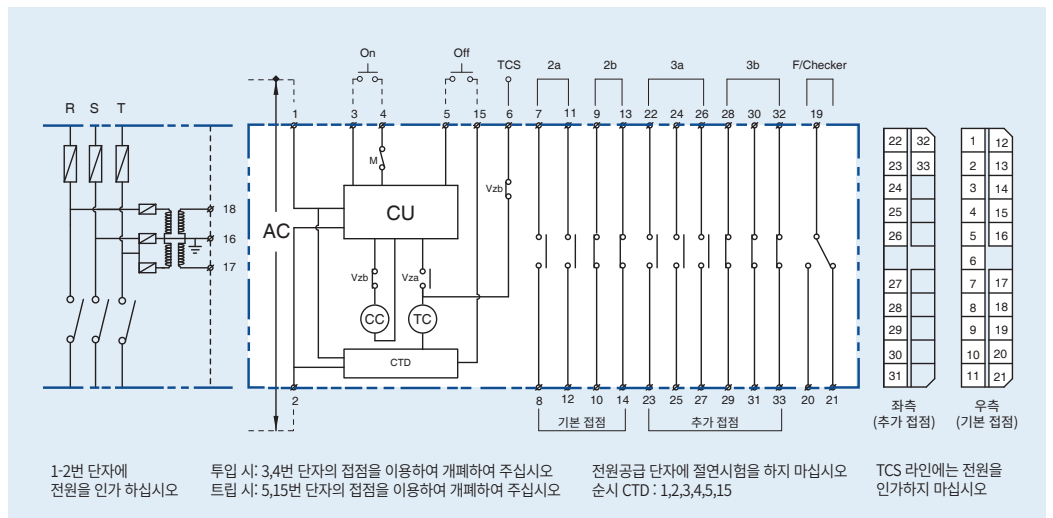 On Off TCS 2a 2b 3a 3b F/Checker
R S T
1 3 4 5 15 6 7 11 9 13 22 24 26 28 30 32 19
M
Vzb
CU
AC
18
16
17
Vzb Vza
CC TC
CTD
2 8 12 10 14 23 25 27 29 31 33 20 21
기본 접점 추가 접점
22 32
23 33
24
25
26
27
28
29
30
31
좌측
(추가 접점)
1 12
2 13
3 14
4 15
5 16
6
7 17
8 18
9 19
10 20
11 21
우측
(기본 접점)
1-2번 단자에
전원을 인가 하십시오
투입 시: 3,4번 단자의 접점을 이용하여 개폐하여 주십시오
트립 시: 5,15번 단자의 접점을 이용하여 개폐하여 주십시오
전원공급 단자에 절연시험을 하지 마십시오
순시 CTD : 1,2,3,4,5,15
TCS 라인에는 전원을
인가하지 마십시오